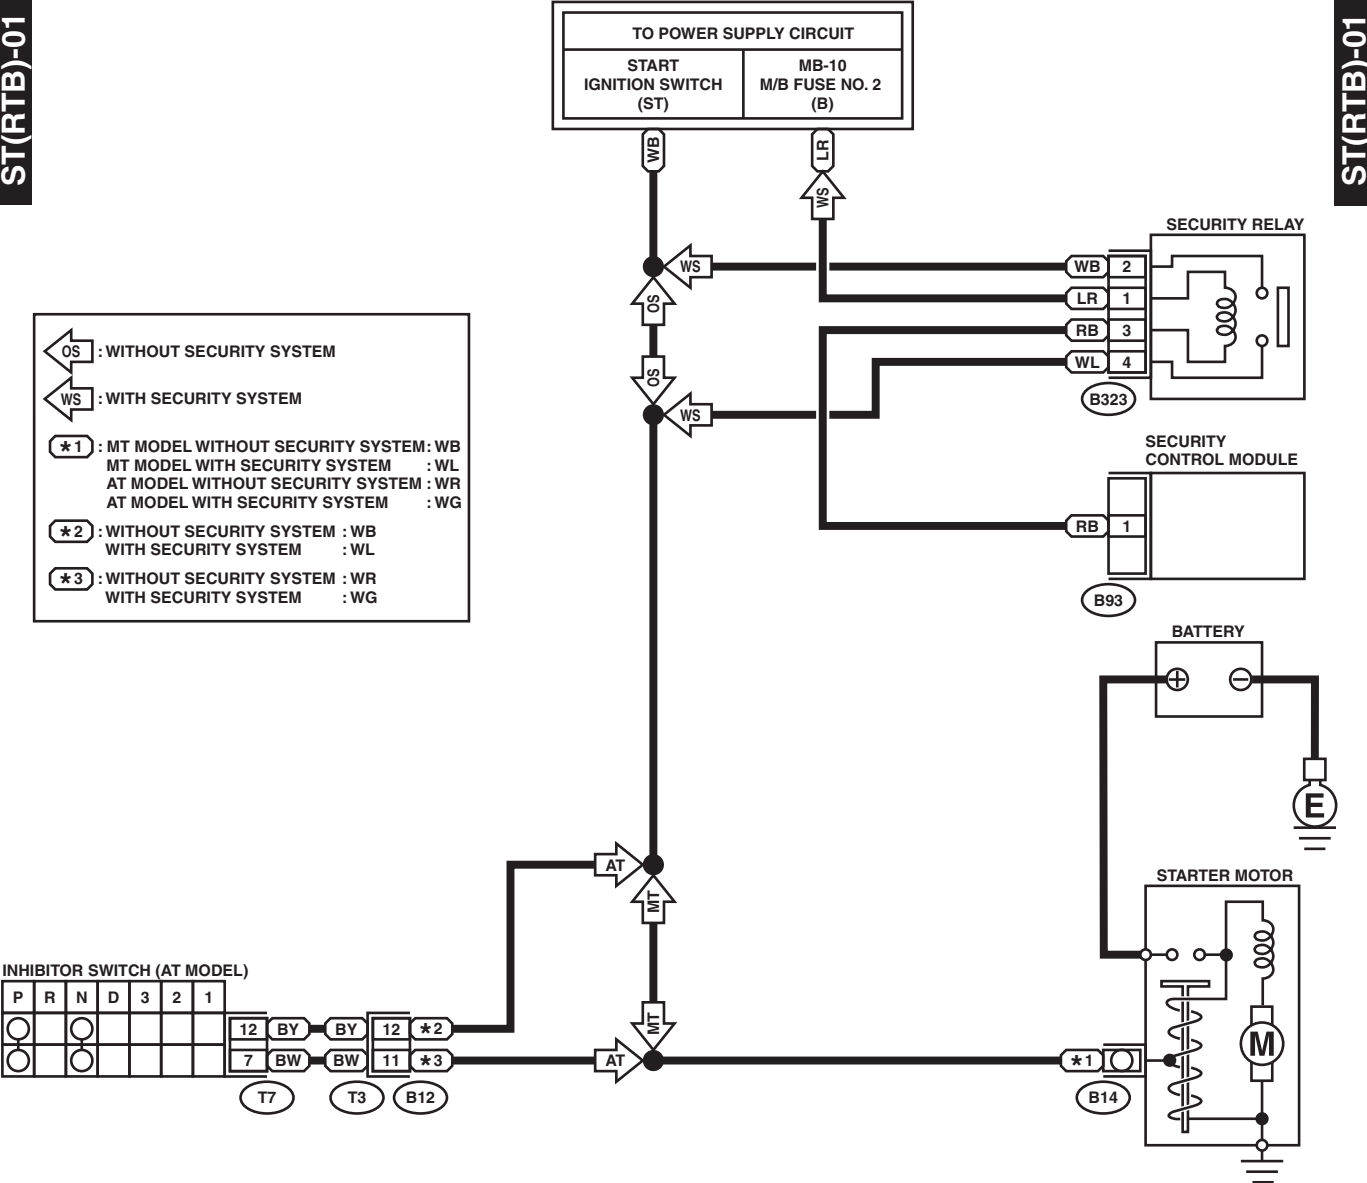 ST(RTB)-01
ST(RTB)-01
TO POWER SUPPLY CIRCUIT
START
IGNITION SWITCH
(ST)
MB-10
M/B FUSE NO. 2
(B)
WB
LR
WS
SECURITY RELAY
WS
WB 2
OS
LR 1
RB 3
OS
WL 4
WS
B323
OS : WITHOUT SECURITY SYSTEM
WS : WITH SECURITY SYSTEM
*1 : MT MODEL WITHOUT SECURITY SYSTEM : WB
MT MODEL WITH SECURITY SYSTEM : WL
AT MODEL WITHOUT SECURITY SYSTEM : WR
AT MODEL WITH SECURITY SYSTEM : WG
*2 : WITHOUT SECURITY SYSTEM : WB
WITH SECURITY SYSTEM : WL
*3 : WITHOUT SECURITY SYSTEM : WR
WITH SECURITY SYSTEM : WG
SECURITY
CONTROL MODULE
RB 1
B93
BATTERY
+ −
E
AT
MT
STARTER MOTOR
INHIBITOR SWITCH (AT MODEL)
P R N D 3 2 1
12 BY BY 12 *2
MT
M
7 BW BW 11 *3
AT
*1
T7 T3 B12
B14